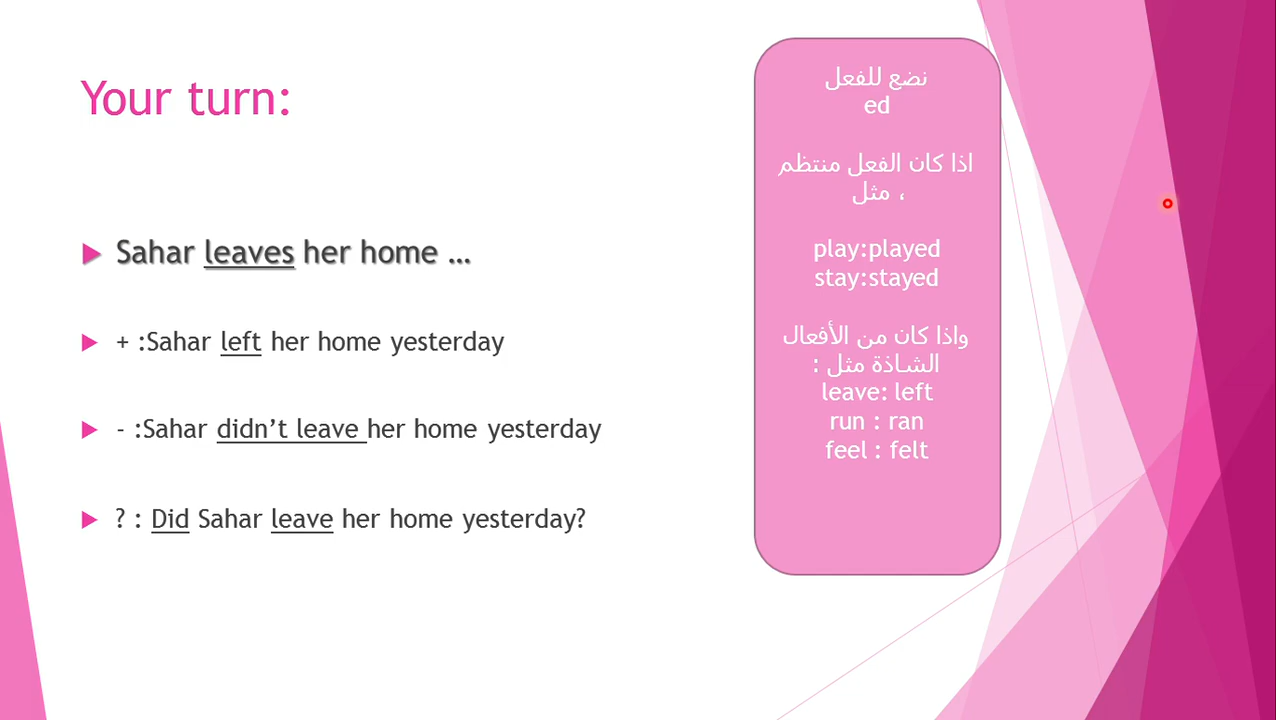 Your turn:
Sahar leaves her home ...
+ :Sahar left her home yesterday
- :Sahar didn’t leave her home yesterday
? : Did Sahar leave her home yesterday?
نضع للفعل
ed
اذا كان الفعل منتظم
، مثل
play:played
stay:stayed
واذا كان من الأفعال
الشاذة مثل :
leave: left
run : ran
feel : felt